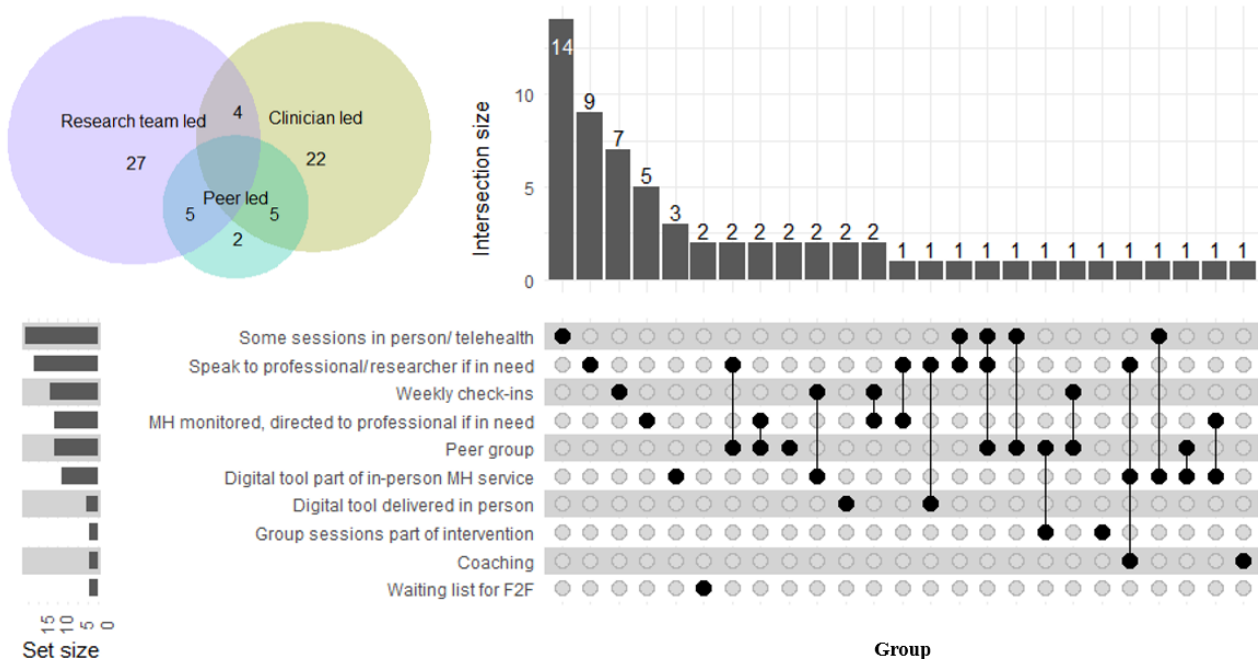 Research team led
27
4
Clinician led
22
Peer led
5
5
2
Intersection size
10
5
0
14
9
7
5
3
2
2
2
2
2
2
2
1
1
1
1
1
1
1
1
1
1
1
1
1
Some sessions in person/ telehealth
Speak to professional/researcher if in need
Weekly check-ins
MH monitored, directed to professional if in need
Peer group
Digital tool part of in-person MH service
Digital tool delivered in person
Group sessions part of intervention
Coaching
Waiting list for F2F
15
10
5
0
Set size
Group